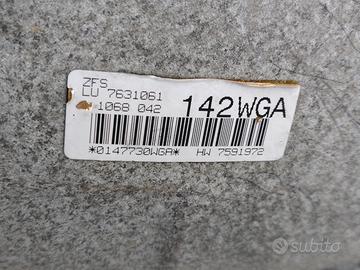 ZFS
LU 7631061
1068 042
142WGA
*0147730WGA* HW 7591972
subito